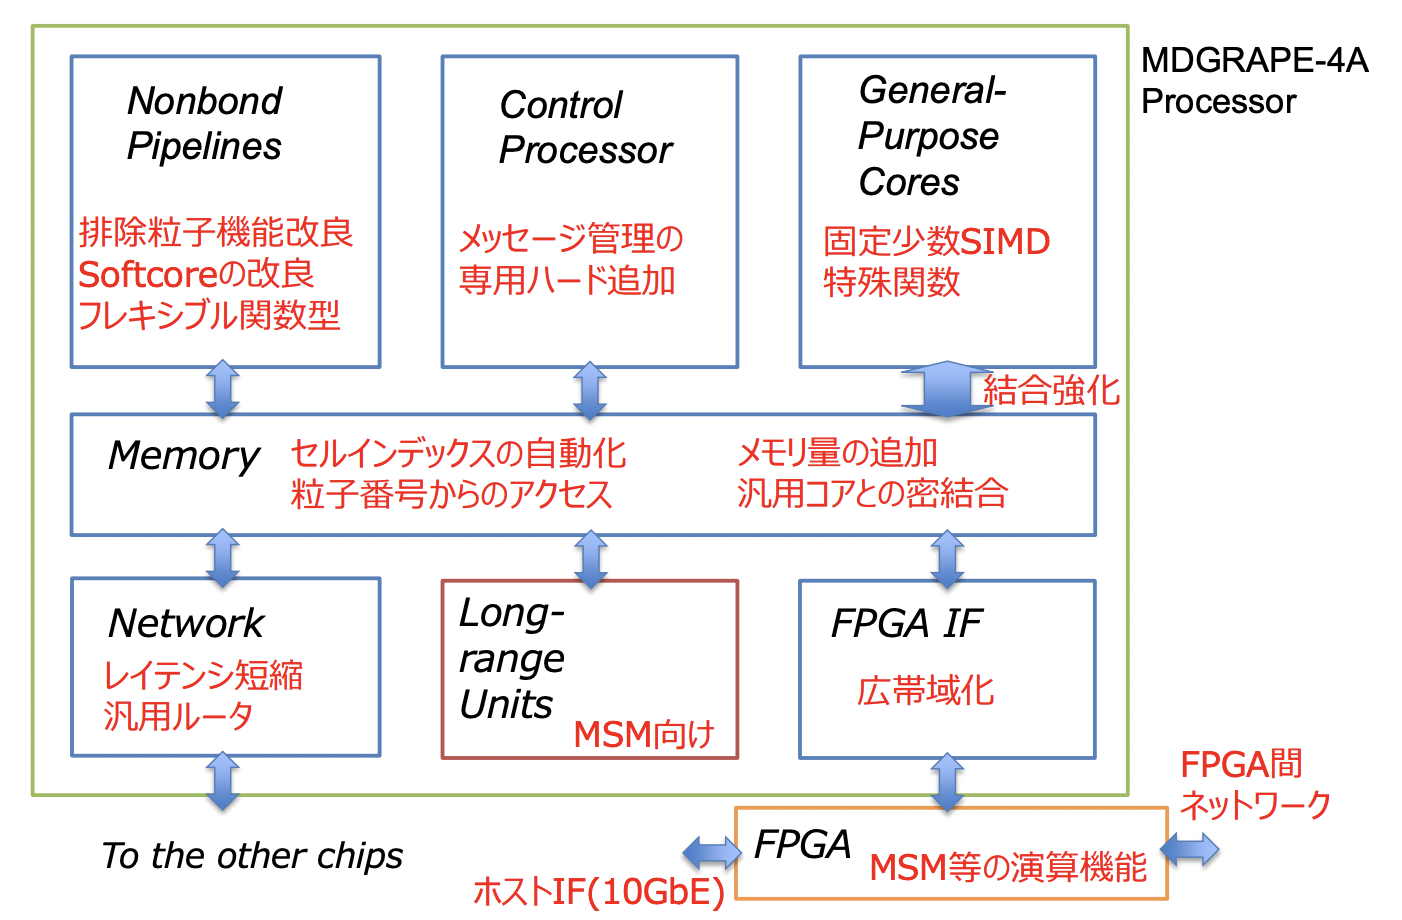 MDGRAPE-4A
Processor
Nonbond
Pipelines
排除粒子機能改良
Softcoreの改良
フレキシブル関数型
Control
Processor
メッセージ管理の
専用ハード追加
General-
Purpose
Cores
固定少数SIMD
特殊関数
結合強化
Memory
セルインデックスの自動化
粒子番号からのアクセス
メモリ量の追加
汎用コアとの密結合
Network
レイテンシ短縮
汎用ルータ
Long-
range
Units
MSM向け
FPGA IF
広帯域化
FPGA間
ネットワーク
To the other chips
FPGA
MSM等の演算機能
ホストIF(10GbE)